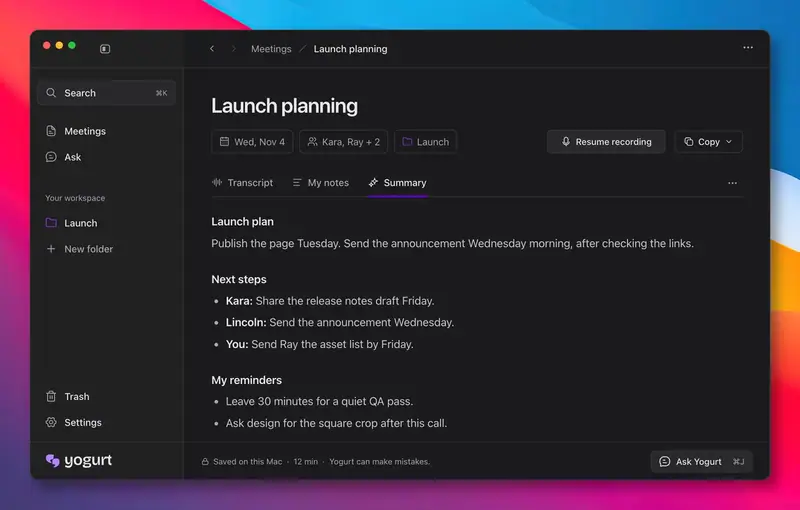 Meetings / Launch planning
Search ⌘K
Meetings
Ask
Your workspace
Launch
New folder
Trash
Settings
yogurt
Launch planning
Wed, Nov 4 Kara, Ray + 2 Launch Resume recording Copy
Transcript My notes Summary
Launch plan
Publish the page Tuesday. Send the announcement Wednesday morning, after checking the links.
Next steps
• Kara: Share the release notes draft Friday.
• Lincoln: Send the announcement Wednesday.
• You: Send Ray the asset list by Friday.
My reminders
• Leave 30 minutes for a quiet QA pass.
• Ask design for the square crop after this call.
Saved on this Mac · 12 min · Yogurt can make mistakes.
Ask Yogurt ⌘J